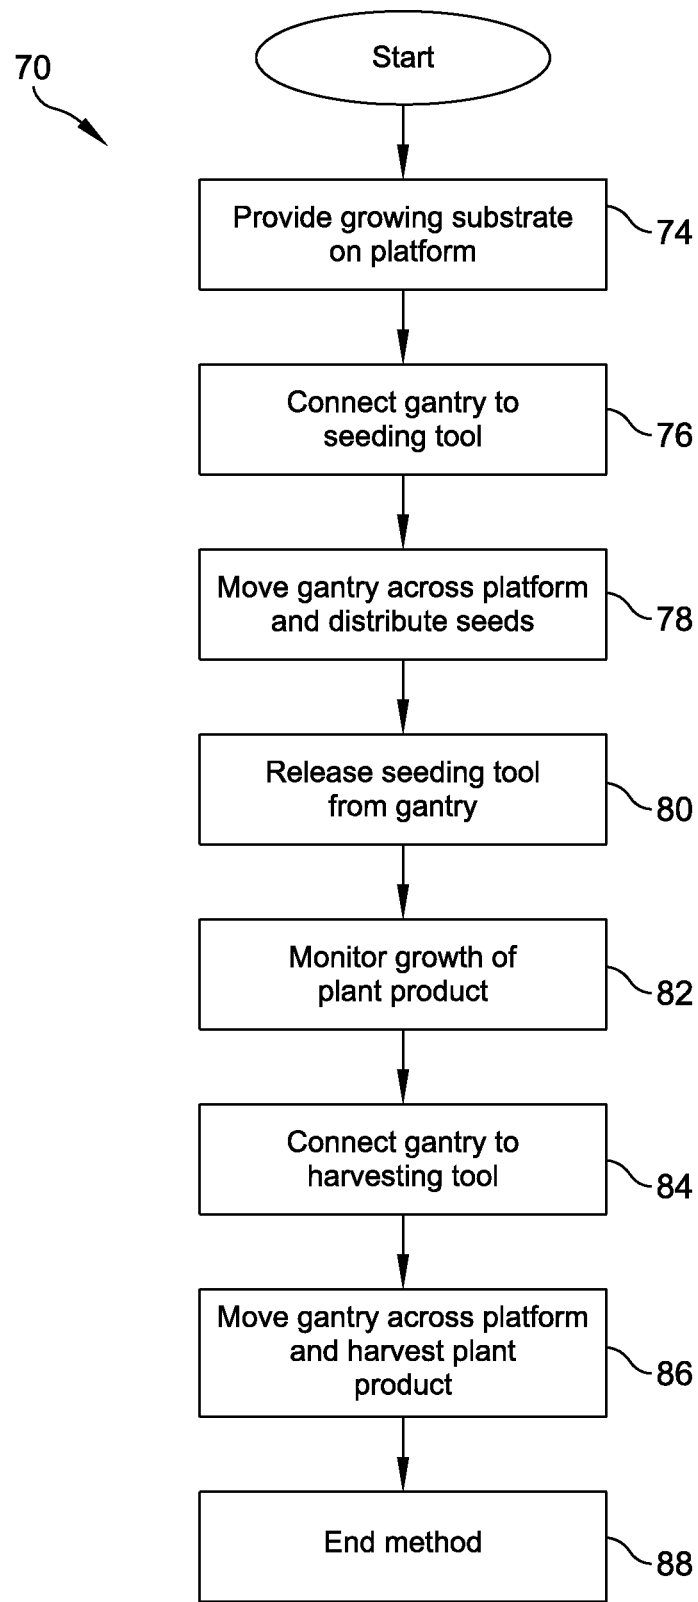 Start
70
Provide growing substrate
on platform
74
Connect gantry to
seeding tool
76
Move gantry across platform
and distribute seeds
78
Release seeding tool
from gantry
80
Monitor growth of
plant product
82
Connect gantry to
harvesting tool
84
Move gantry across platform
and harvest plant
product
86
End method
88